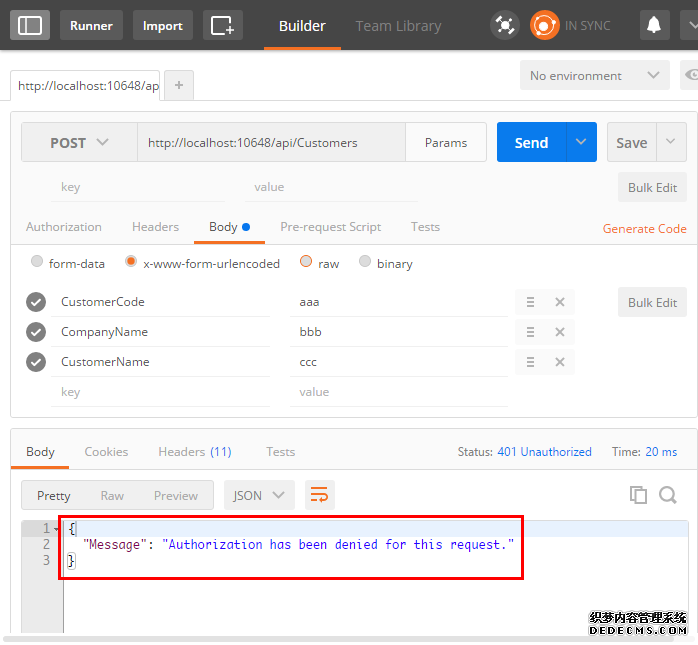 Runner Import Builder Team Library IN SYNC
http://localhost:10648/ap + No environment
POST http://localhost:10648/api/Customers Params Send Save
key value Bulk Edit
Authorization Headers Body Pre-request Script Tests Generate Code
form-data x-www-form-urlencoded raw binary
CustomerCode aaa Bulk Edit
CompanyName bbb
CustomerName ccc
key value
Body Cookies Headers (11) Tests Status: 401 Unauthorized Time: 20 ms
Pretty Raw Preview JSON
1 {
2 "Message": "Authorization has been denied for this request."
3 }
织梦内容管理系统
DEDECMS.COM